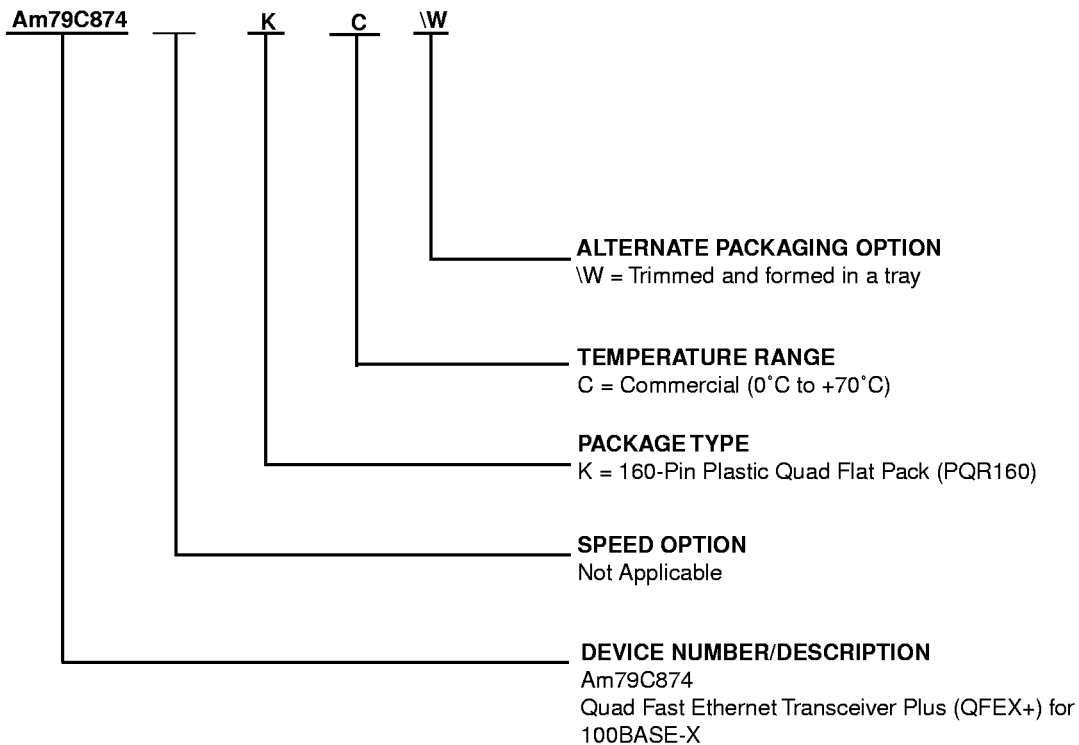 Am79C874 K C \W
ALTERNATE PACKAGING OPTION
\W = Trimmed and formed in a tray
TEMPERATURE RANGE
C = Commercial (0˚C to +70˚C)
PACKAGE TYPE
K = 160-Pin Plastic Quad Flat Pack (PQR160)
SPEED OPTION
Not Applicable
DEVICE NUMBER/DESCRIPTION
Am79C874
Quad Fast Ethernet Transceiver Plus (QFEX+) for
100BASE-X